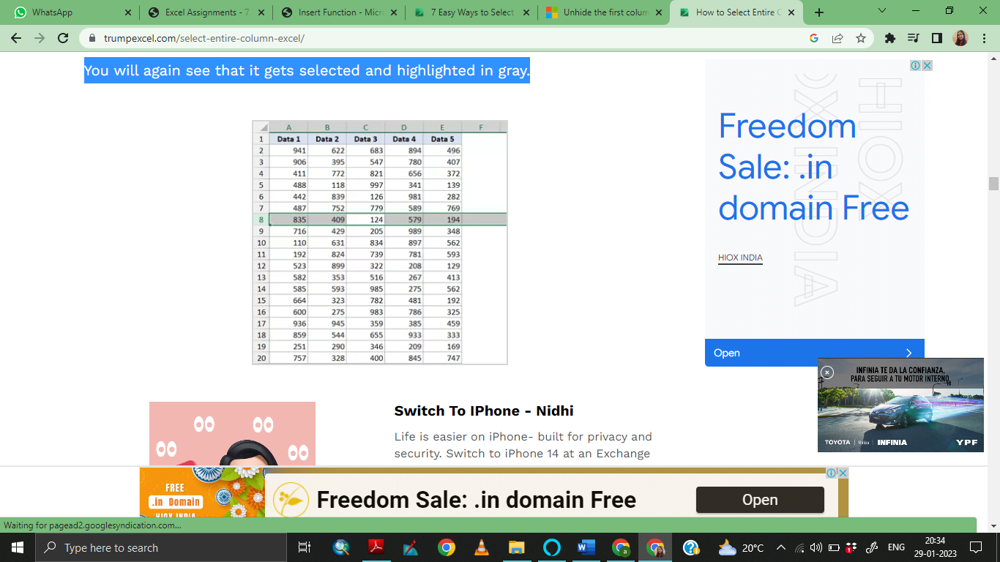 WhatsApp
Excel Assignments - 7
Insert Function - Micr
7 Easy Ways to Select
Unhide the first colum
How to Select Entire C
trumpexcel.com/select-entire-column-excel/
You will again see that it gets selected and highlighted in gray.
A B C D E F
1 Data 1 Data 2 Data 3 Data 4 Data 5
2 941 622 683 894 496
3 906 395 547 780 407
4 411 772 821 656 372
5 488 118 997 341 139
6 442 839 126 981 282
7 487 752 779 589 769
8 835 409 124 579 194
9 716 429 205 989 348
10 110 631 834 897 562
11 192 824 739 781 593
12 523 899 322 208 129
13 582 353 516 267 413
14 585 593 985 275 562
15 664 323 782 481 192
16 600 275 983 786 325
17 936 945 359 385 459
18 859 544 655 933 333
19 251 290 346 209 169
20 757 328 400 845 747
HIOX
HIOX INDIA
Freedom
Sale: .in
domain Free
HIOX INDIA
Open
INFINIA TE DA LA CONFIANZA,
PARA SEGUIR A TU MOTOR INTERNO.
TOYOTA INFINIA YPF
Switch To IPhone - Nidhi
Life is easier on iPhone- built for privacy and
security. Switch to iPhone 14 at an Exchange
FREE
.in Domain
HIOX INDIA
Freedom Sale: .in domain Free
Open
Waiting for pagead2.googlesyndication.com...
Type here to search
20°C
ENG
20:34
29-01-2023